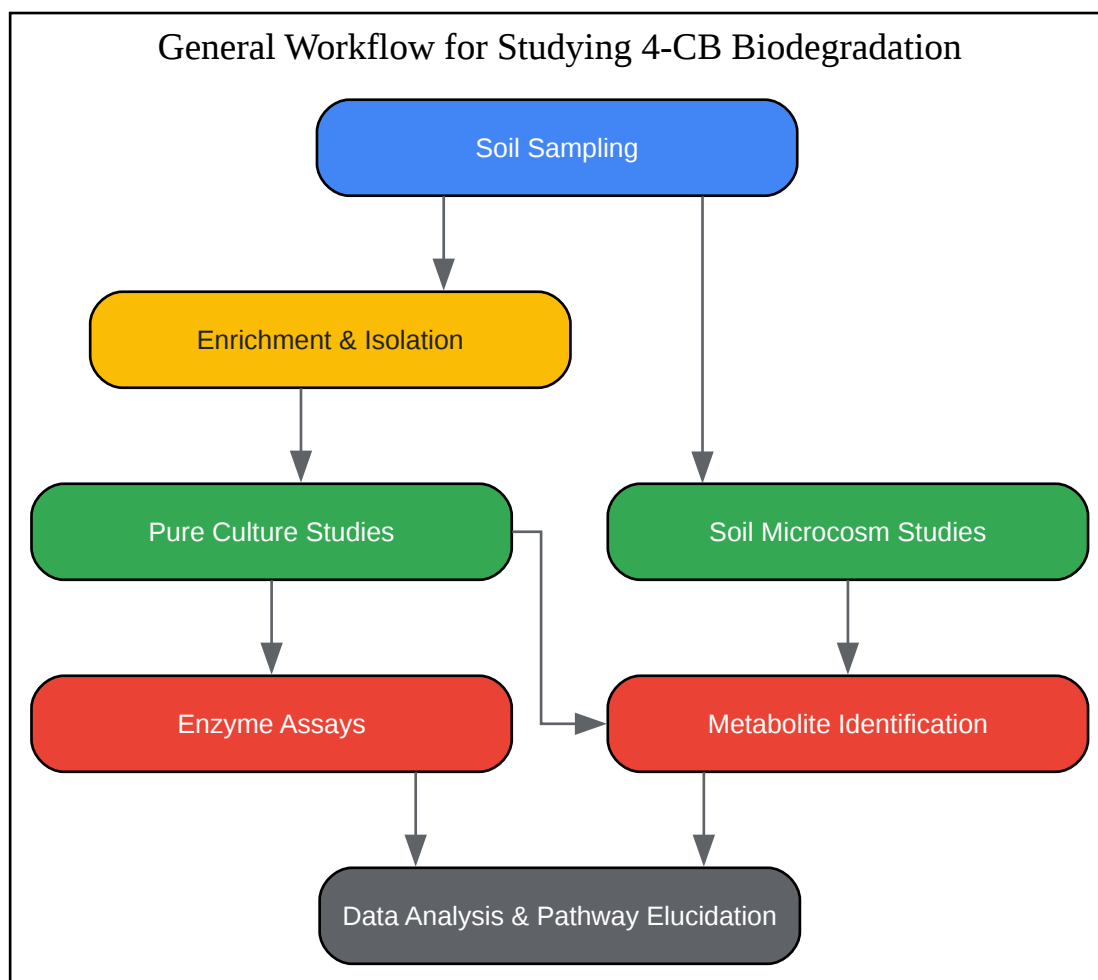 General Workflow for Studying 4-CB Biodegradation
Soil Sampling
Enrichment & Isolation
Pure Culture Studies
Soil Microcosm Studies
Enzyme Assays
Metabolite Identification
Data Analysis & Pathway Elucidation